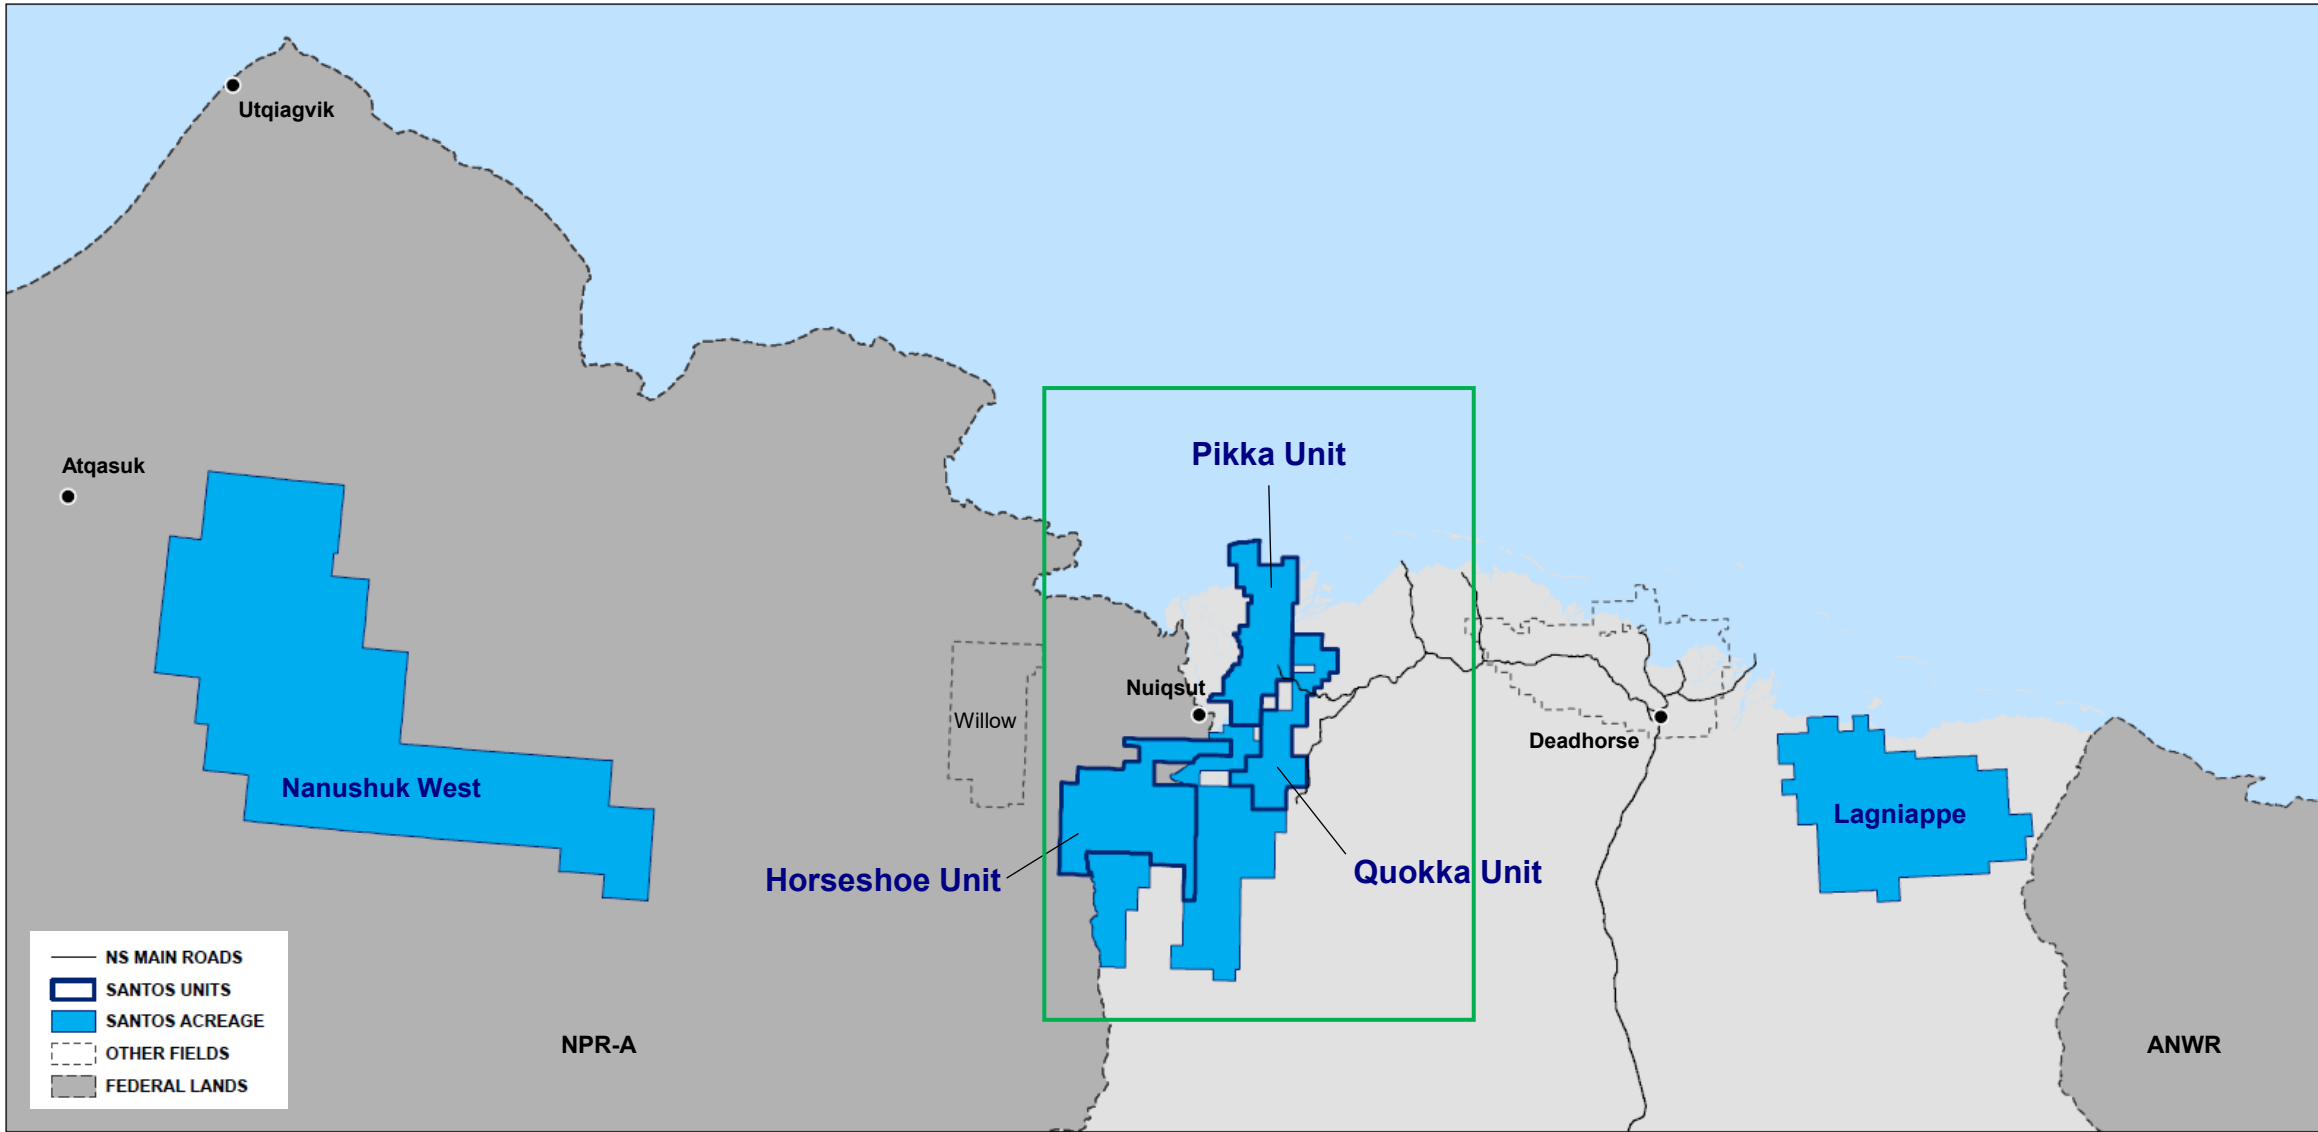 Utqiagvik
Atqasuk
Pikka Unit
Nuiqsut
Willow
Deadhorse
Nanushuk West
Lagniappe
Horseshoe Unit
Quokka Unit
NS MAIN ROADS
SANTOS UNITS
SANTOS ACREAGE
OTHER FIELDS
FEDERAL LANDS
NPR-A
ANWR